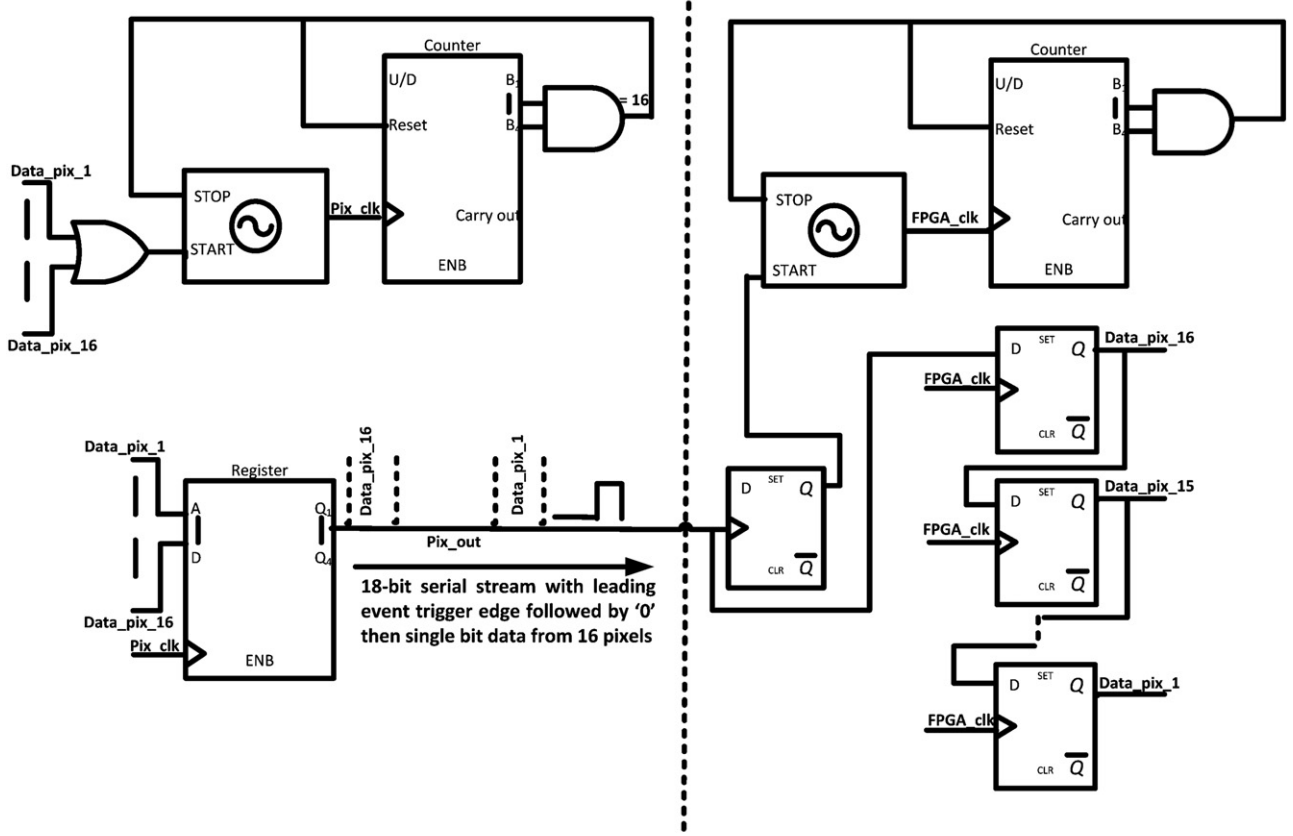 Counter
U/D
B1
= 16
B4
Reset
Data_pix_1
STOP
Pix_clk
Carry out
START
ENB
Data_pix_16
Counter
U/D
B1
B4
Reset
STOP
FPGA_clk
Carry out
START
ENB
Data_pix_1
Register
A
Q1
D
Q4
Data_pix_16
Pix_clk
ENB
Data_pix_16
Data_pix_1
Pix_out
18-bit serial stream with leading
event trigger edge followed by ‘0’
then single bit data from 16 pixels
D
SET
Q
CLR
Q
D
SET
Q
Data_pix_16
FPGA_clk
CLR
Q
D
SET
Q
Data_pix_15
FPGA_clk
CLR
Q
D
SET
Q
Data_pix_1
FPGA_clk
CLR
Q